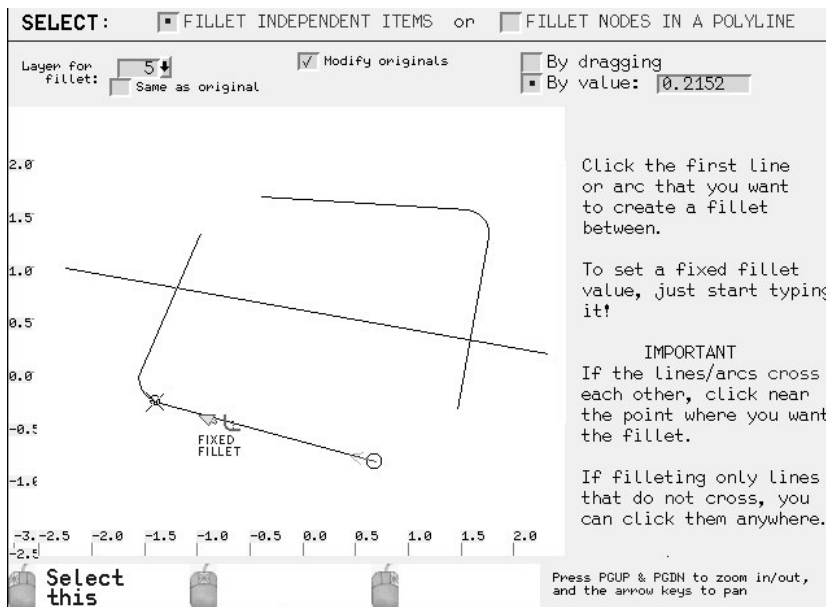 SELECT: FILLET INDEPENDENT ITEMS or FILLET NODES IN A POLYLINE
Layer for fillet: 5
Same as original
Modify originals
By dragging
By value: 0.2152
2.0
1.5
1.0
0.5
0.0
-0.5
-1.0
-2.5
-3. -2.5 -2.0 -1.5 -1.0 -0.5 0.0 0.5 1.0 1.5 2.0
FIXED
FILLET
Click the first line
or arc that you want
to create a fillet
between.
To set a fixed fillet
value, just start typing
it!
IMPORTANT
If the lines/arcs cross
each other, click near
the point where you want
the fillet.
If filleting only lines
that do not cross, you
can click them anywhere.
Select
this
Press PGUP & PGDN to zoom in/out,
and the arrow keys to pan